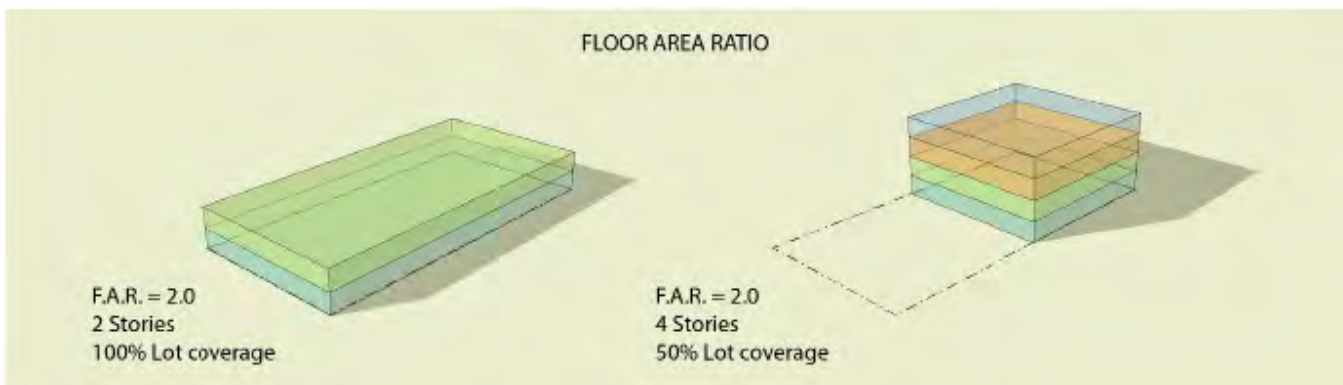 FLOOR AREA RATIO
F.A.R. = 2.0
2 Stories
100% Lot coverage
F.A.R. = 2.0
4 Stories
50% Lot coverage